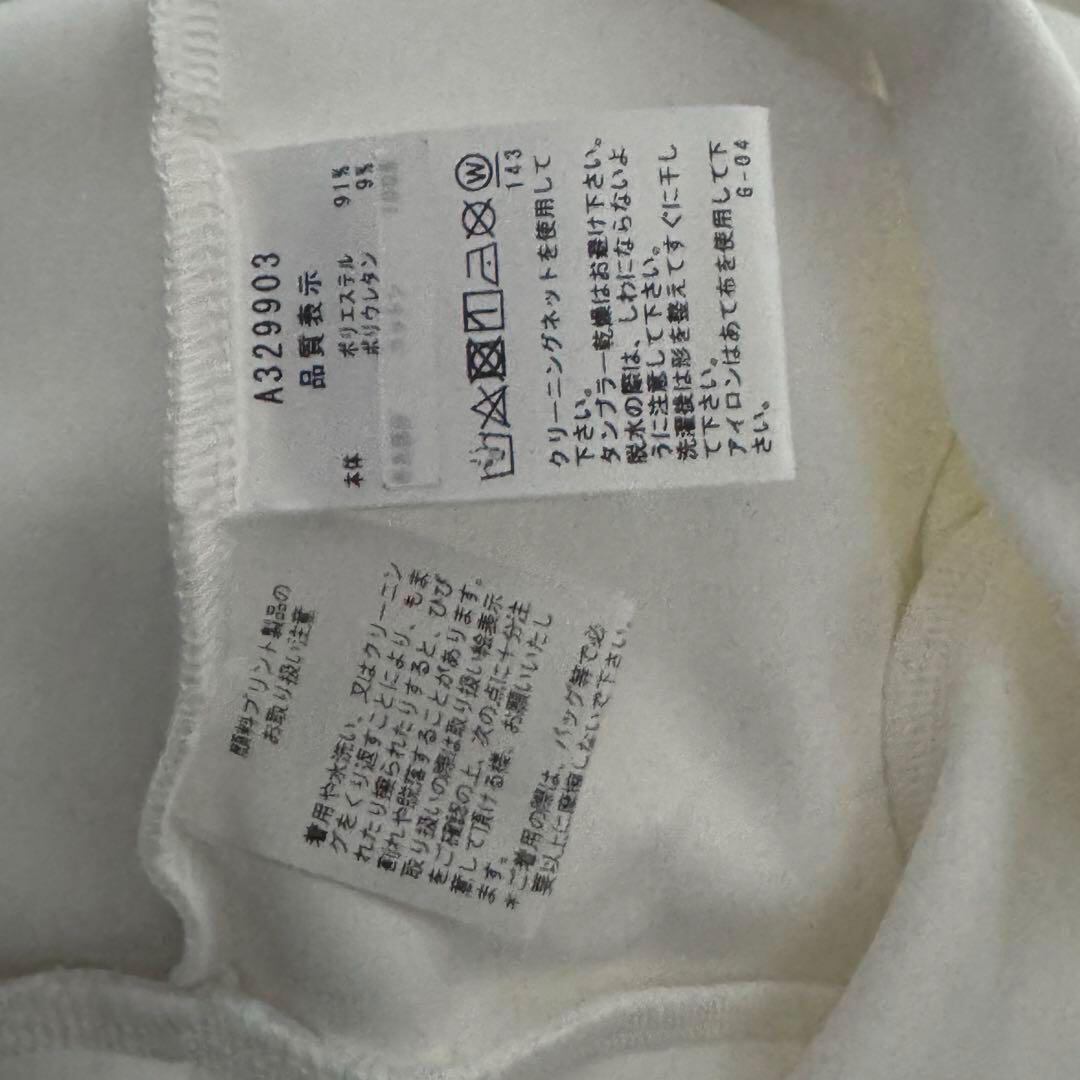 A329903
品質表示
本体 ポリエステル 91%
ポリウレタン 9%
W
143
クリーニングネットを使用して
下さい。
タンブラー乾燥はお避け下さい。
脱水の際は、しわにならないよ
うに注意して下さい。
洗濯後は形を整えてすぐに干し
て下さい。
アイロンはあて布を使用して下
さい。
G-04
顔料プリント製品の
お取り扱い注意
着用や水洗い、又はクリーニン
グをくり返すことにより、もま
れたり擦られたりすると、ひび
割れや脱落することがあります。
取り扱いの際は取り扱い絵表示
をご確認の上、次の点に十分注
意して頂ける様、お願いいたし
ます。
*ご着用の際は、バッグ等で必
要以上に摩擦しないで下さい。